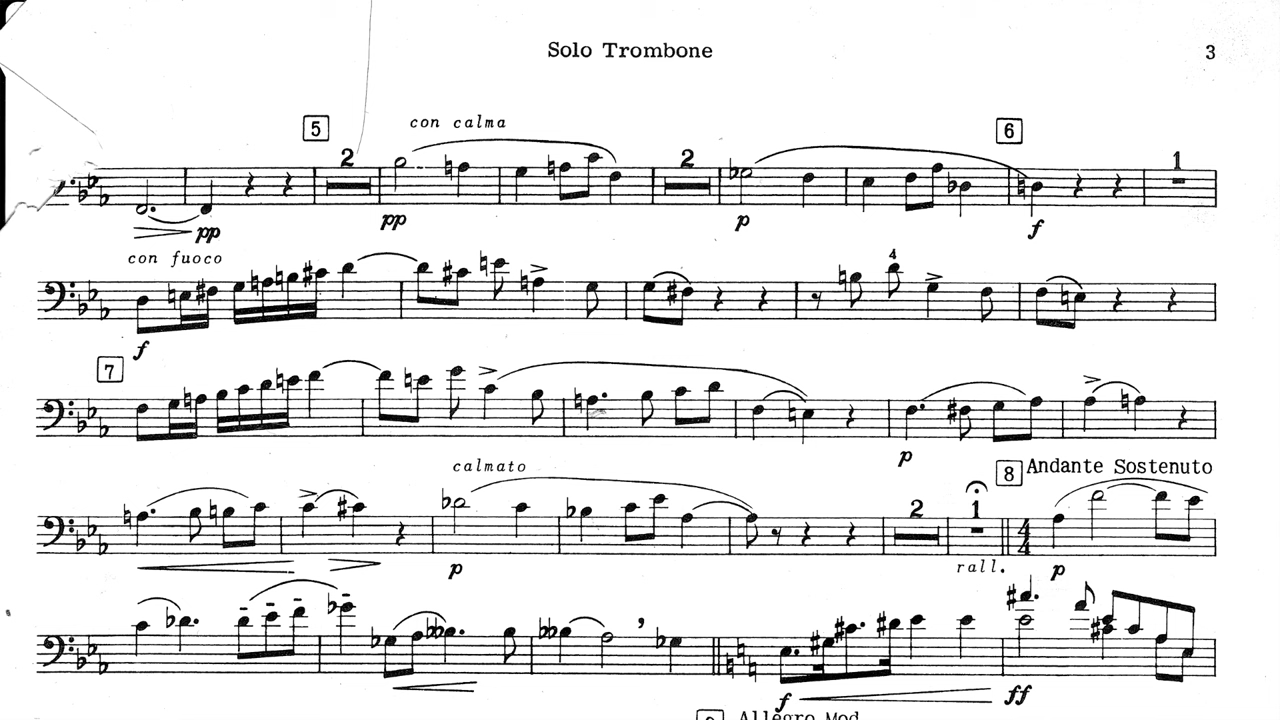 Solo Trombone 3
5 con calma 6
2 2 1
pp pp p f
con fuoco
4
f
7
p
calmato 8 Andante Sostenuto
2 1 4 4
p rall. p
f ff
Allegro Mod